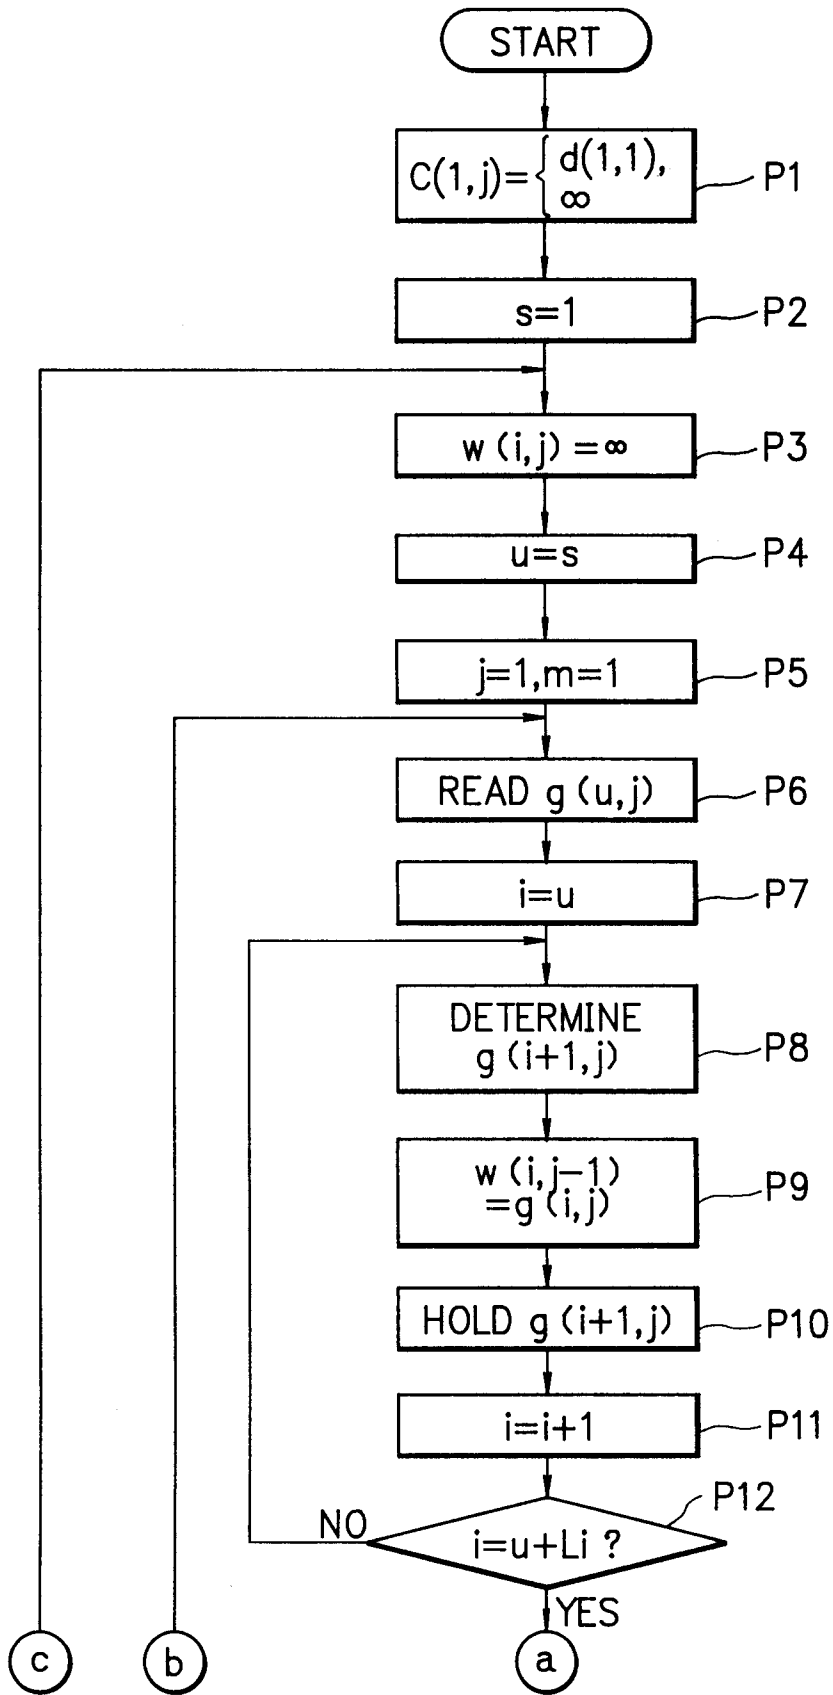 START
C(1,j)={ d(1,1),
∞
P1
s=1
P2
w (i,j) =∞
P3
u=s
P4
j=1,m=1
P5
READ g (u,j)
P6
i=u
P7
DETERMINE
g (i+1,j)
P8
w (i,j-1)
=g (i,j)
P9
HOLD g (i+1,j)
P10
i=i+1
P11
P12
NO
i=u+Li ?
YES
c
b
a